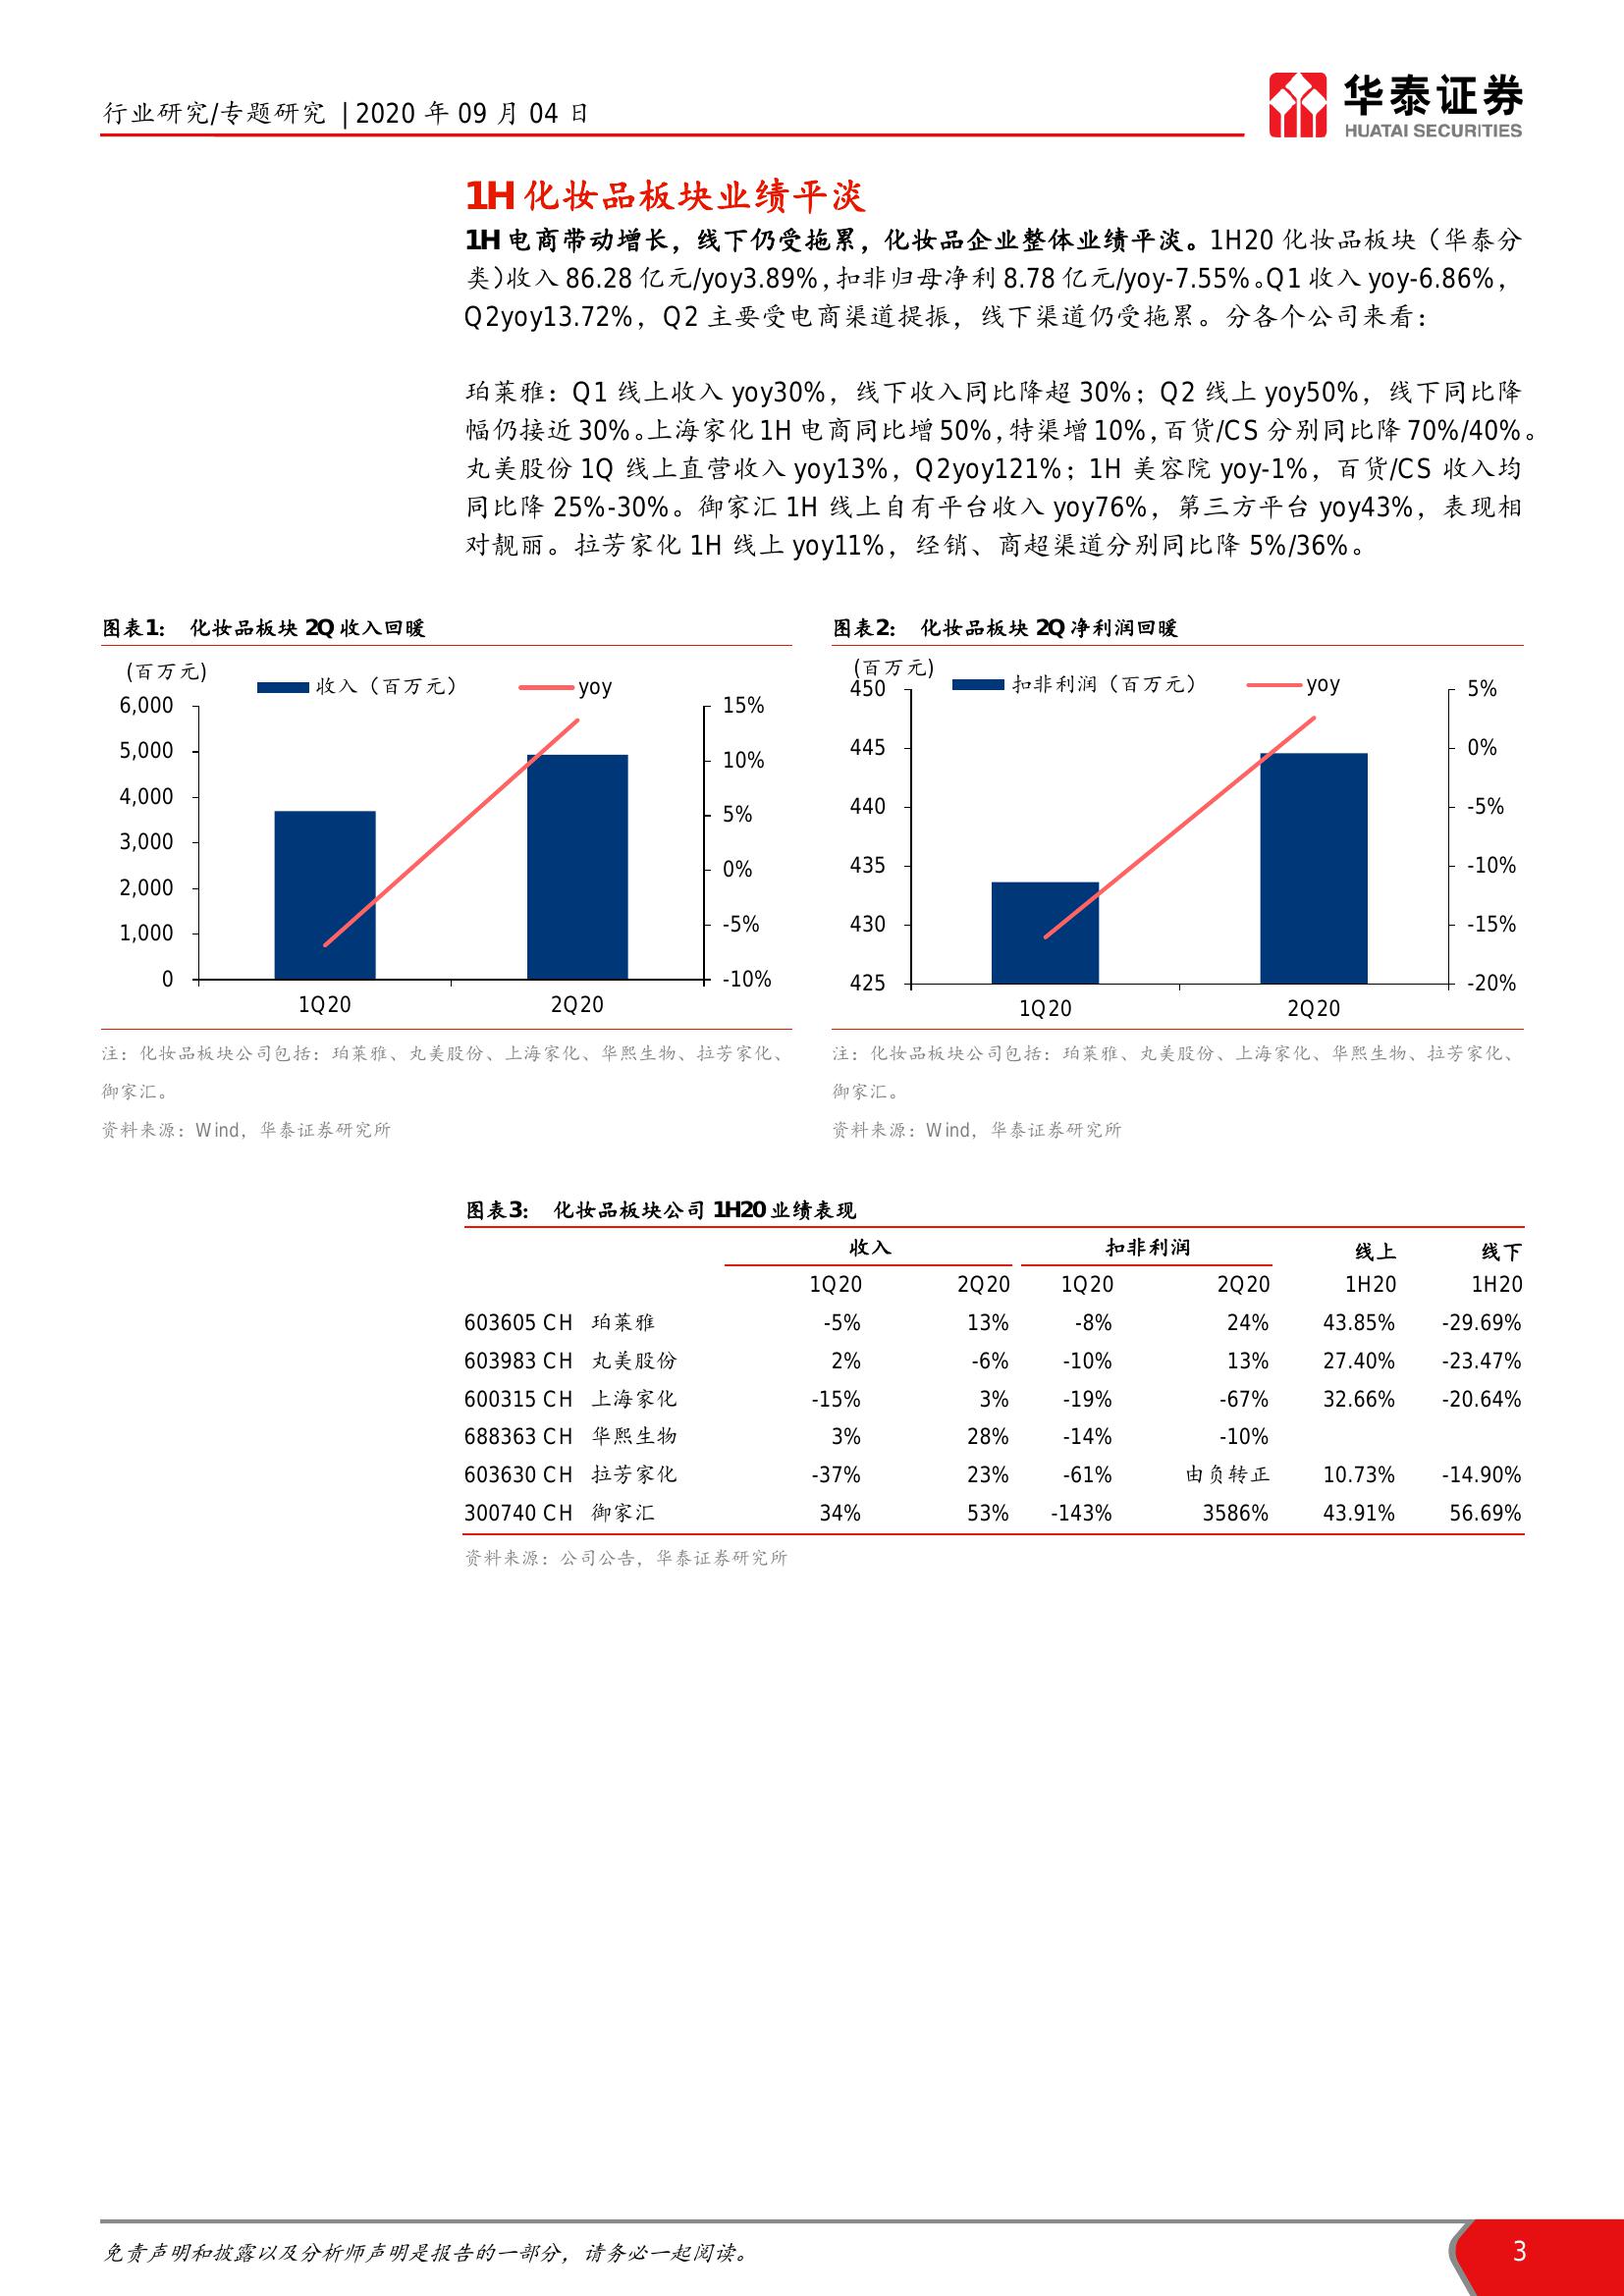 行业研究/专题研究 | 2020 年 09 月 04 日
华泰证券
HUATAI SECURITIES
1H 化妆品板块业绩平淡
1H 电商带动增长，线下仍受拖累，化妆品企业整体业绩平淡。1H20 化妆品板块（华泰分
类）收入 86.28 亿元/yoy3.89%，扣非归母净利 8.78 亿元/yoy-7.55%。Q1 收入 yoy-6.86%，
Q2yoy13.72%，Q2 主要受电商渠道提振，线下渠道仍受拖累。分各个公司来看：
珀莱雅：Q1 线上收入 yoy30%，线下收入同比降超 30%；Q2 线上 yoy50%，线下同比降
幅仍接近 30%。上海家化 1H 电商同比增 50%，特渠增 10%，百货/CS 分别同比降 70%/40%。
丸美股份 1Q 线上直营收入 yoy13%，Q2yoy121%；1H 美容院 yoy-1%，百货/CS 收入均
同比降 25%-30%。御家汇 1H 线上自有平台收入 yoy76%，第三方平台 yoy43%，表现相
对靓丽。拉芳家化 1H 线上 yoy11%，经销、商超渠道分别同比降 5%/36%。
图表1： 化妆品板块 2Q 收入回暖
(百万元)
收入（百万元） yoy
6,000 15%
5,000 10%
4,000 5%
3,000 0%
2,000 -5%
1,000 -10%
0
1Q20 2Q20
注：化妆品板块公司包括：珀莱雅、丸美股份、上海家化、华熙生物、拉芳家化、
御家汇。
资料来源：Wind，华泰证券研究所
图表2： 化妆品板块 2Q 净利润回暖
(百万元)
扣非利润（百万元） yoy
450 5%
445 0%
440 -5%
435 -10%
430 -15%
425 -20%
1Q20 2Q20
注：化妆品板块公司包括：珀莱雅、丸美股份、上海家化、华熙生物、拉芳家化、
御家汇。
资料来源：Wind，华泰证券研究所
图表3： 化妆品板块公司 1H20 业绩表现
收入 扣非利润 线上 线下
1Q20 2Q20 1Q20 2Q20 1H20 1H20
603605 CH 珀莱雅 -5% 13% -8% 24% 43.85% -29.69%
603983 CH 丸美股份 2% -6% -10% 13% 27.40% -23.47%
600315 CH 上海家化 -15% 3% -19% -67% 32.66% -20.64%
688363 CH 华熙生物 3% 28% -14% -10%
603630 CH 拉芳家化 -37% 23% -61% 由负转正 10.73% -14.90%
300740 CH 御家汇 34% 53% -143% 3586% 43.91% 56.69%
资料来源：公司公告，华泰证券研究所
免责声明和披露以及分析师声明是报告的一部分，请务必一起阅读。
3